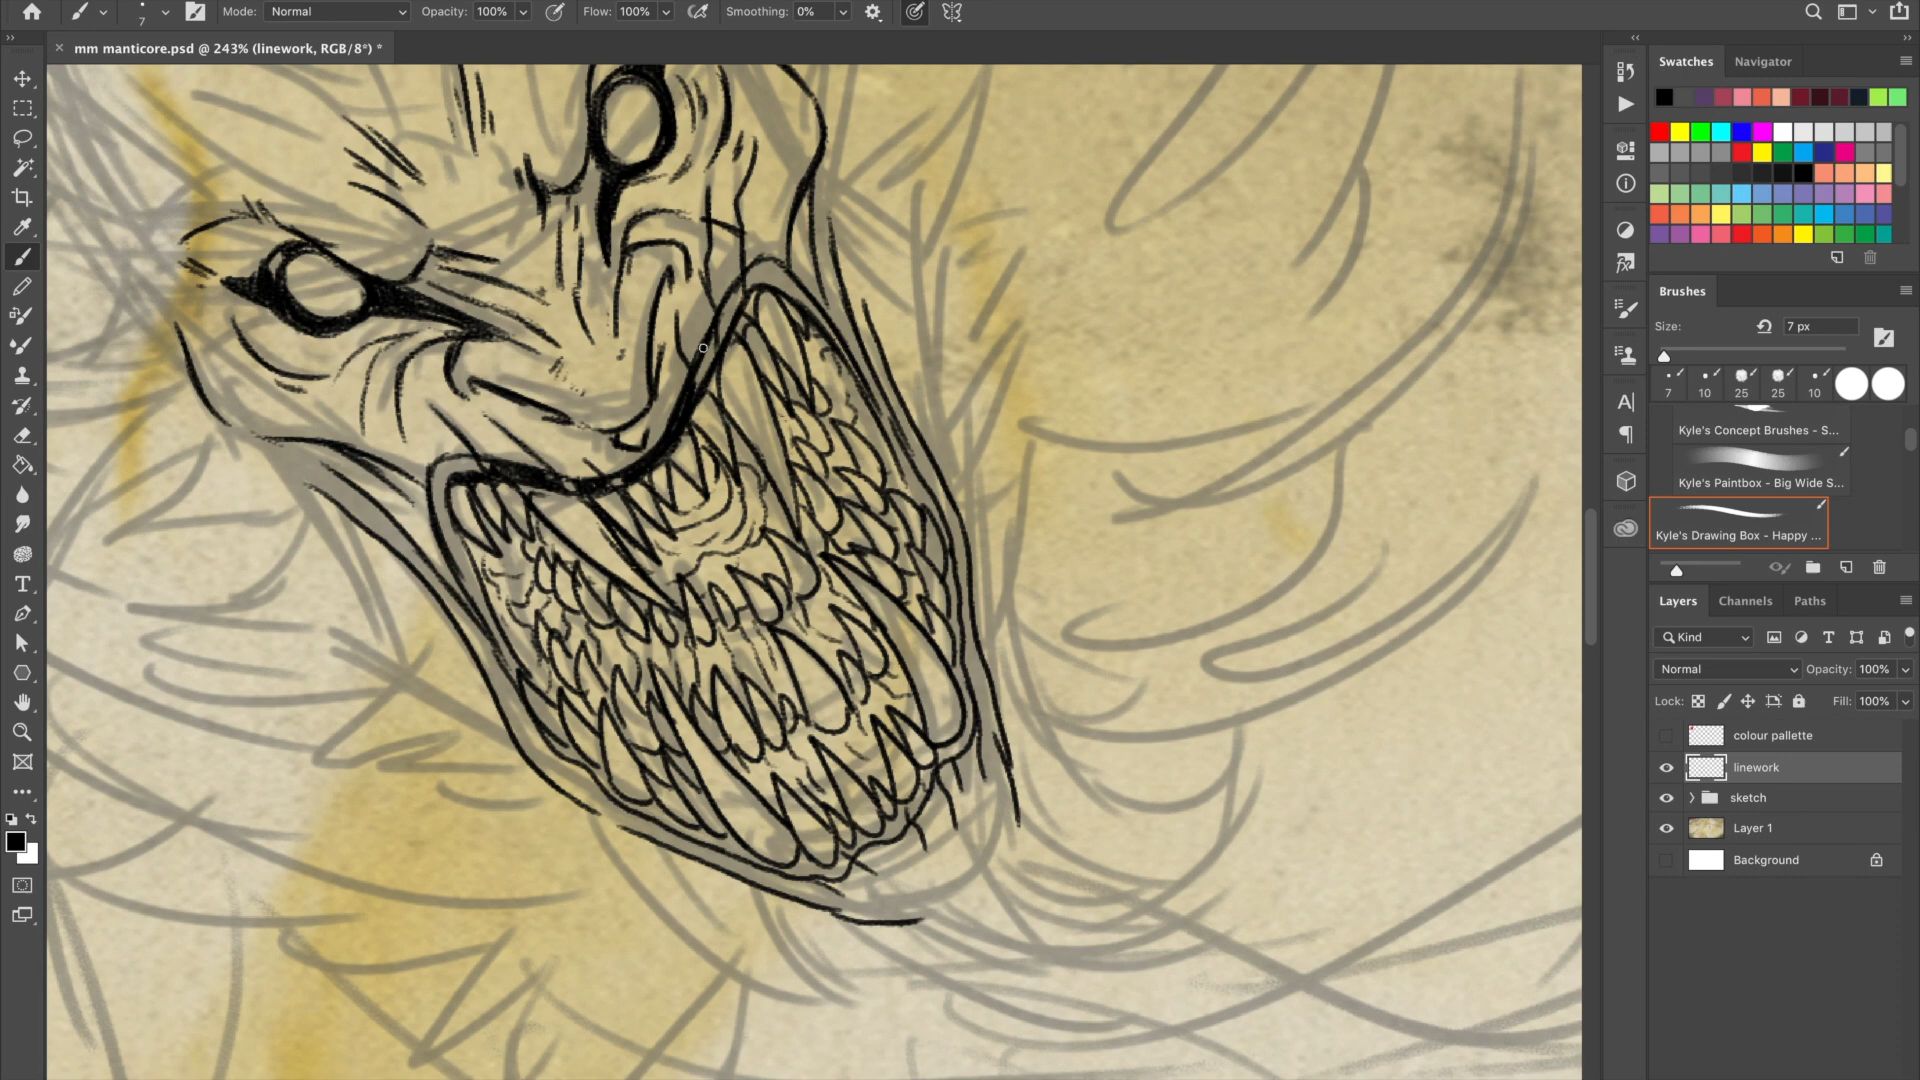 Mode: Normal Opacity: 100% Flow: 100% Smoothing: 0%
7
mm manticore.psd @ 243% (linework, RGB/8*) *
Swatches Navigator
Brushes
Size: 7 px
7 10 25 25 10
Kyle's Concept Brushes - S...
Kyle's Paintbox - Big Wide S...
Kyle's Drawing Box - Happy ...
Layers Channels Paths
Kind
Normal Opacity: 100%
Lock: Fill: 100%
colour pallette
linework
sketch
Layer 1
Background